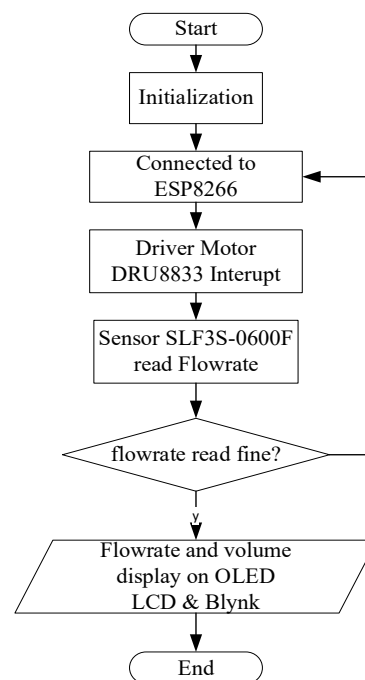 Start
Initialization
Connected to
ESP8266
Driver Motor
DRU8833 Interupt
Sensor SLF3S-0600F
read Flowrate
flowrate read fine?
y
Flowrate and volume
display on OLED
LCD & Blynk
End